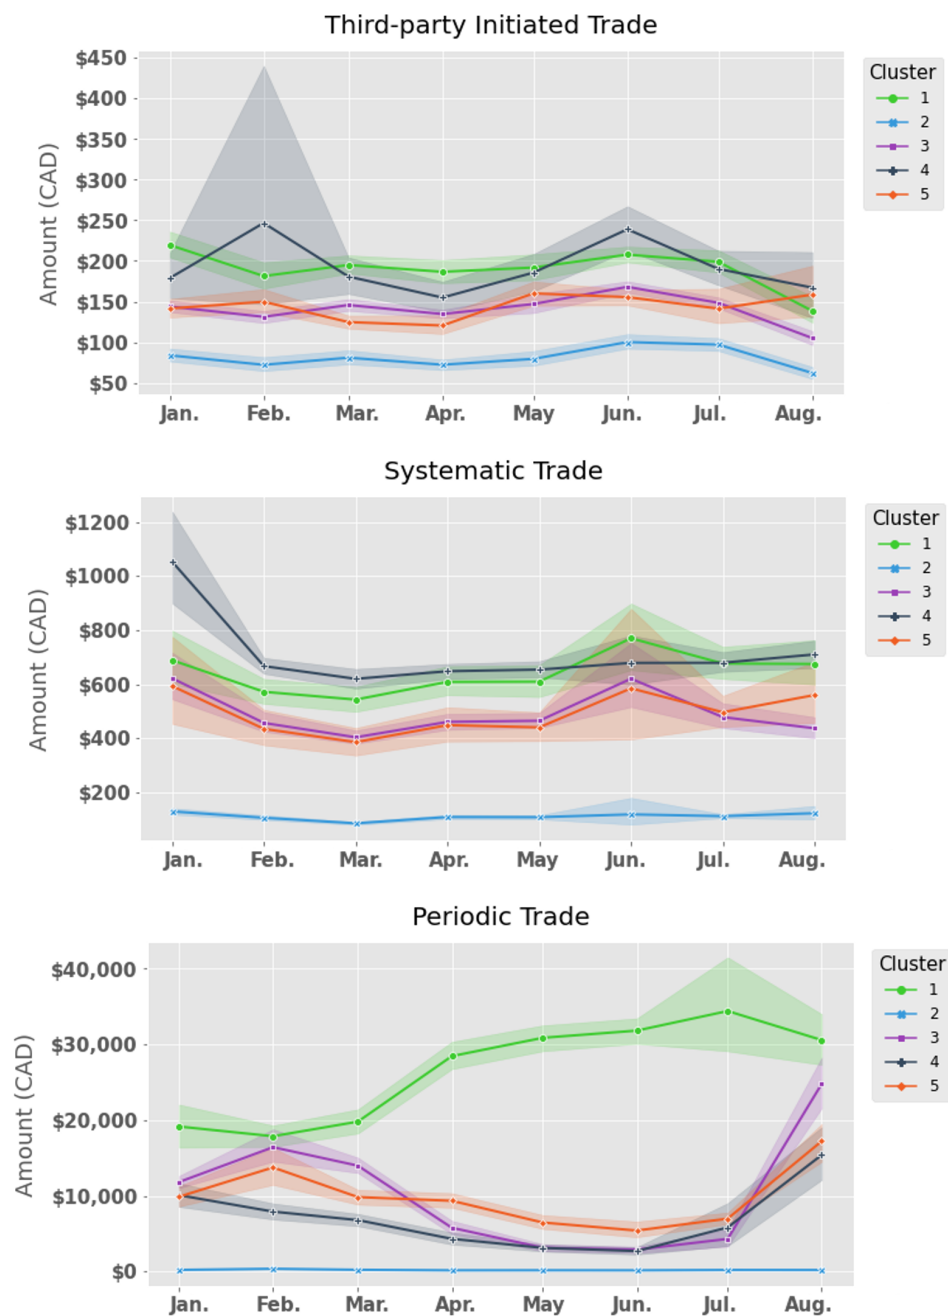 Third-party Initiated Trade
Amount (CAD)
$450
$400
$350
$300
$250
$200
$150
$100
$50
Jan. Feb. Mar. Apr. May Jun. Jul. Aug.
Cluster
1
2
3
4
5
Systematic Trade
Amount (CAD)
$1200
$1000
$800
$600
$400
$200
Jan. Feb. Mar. Apr. May Jun. Jul. Aug.
Cluster
1
2
3
4
5
Periodic Trade
Amount (CAD)
$40,000
$30,000
$20,000
$10,000
$0
Jan. Feb. Mar. Apr. May Jun. Jul. Aug.
Cluster
1
2
3
4
5